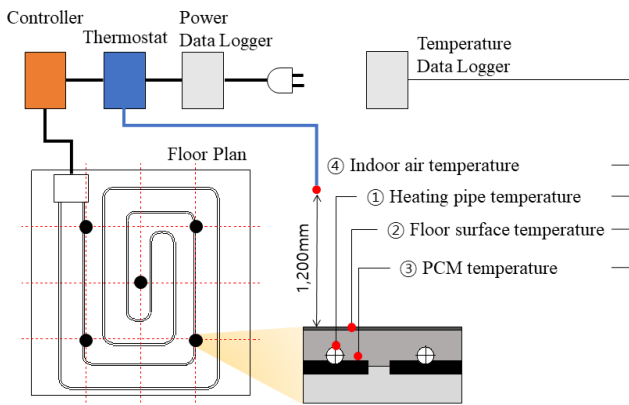 Controller
Thermostat
Power
Data Logger
Temperature
Data Logger
Floor Plan
④ Indoor air temperature
① Heating pipe temperature
② Floor surface temperature
③ PCM temperature
1,200mm